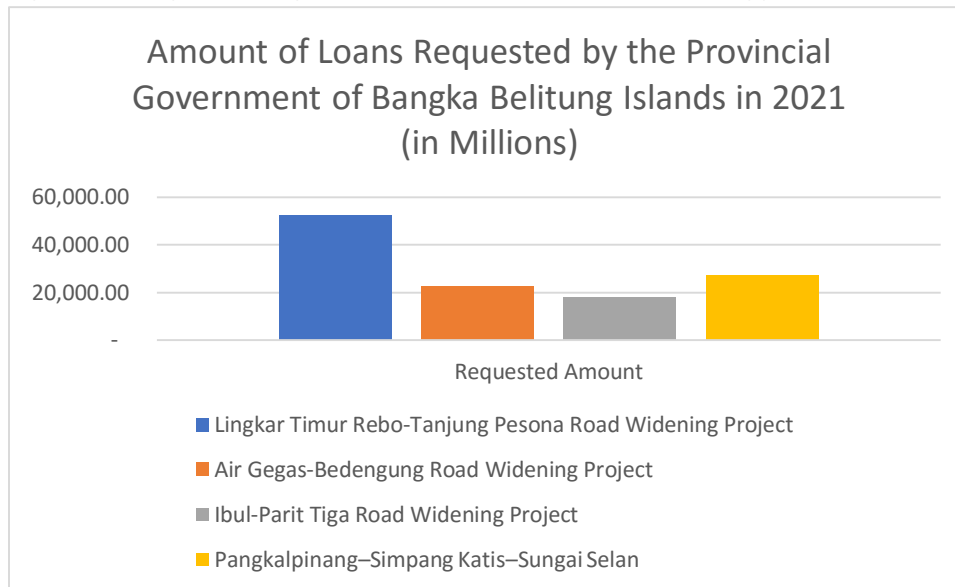 Amount of Loans Requested by the Provincial
Government of Bangka Belitung Islands in 2021
(in Millions)
60,000.00
40,000.00
20,000.00
-
Requested Amount
Lingkar Timur Rebo-Tanjung Pesona Road Widening Project
Air Gegas-Bedengung Road Widening Project
Ibul-Parit Tiga Road Widening Project
Pangkalpinang–Simpang Katis–Sungai Selan